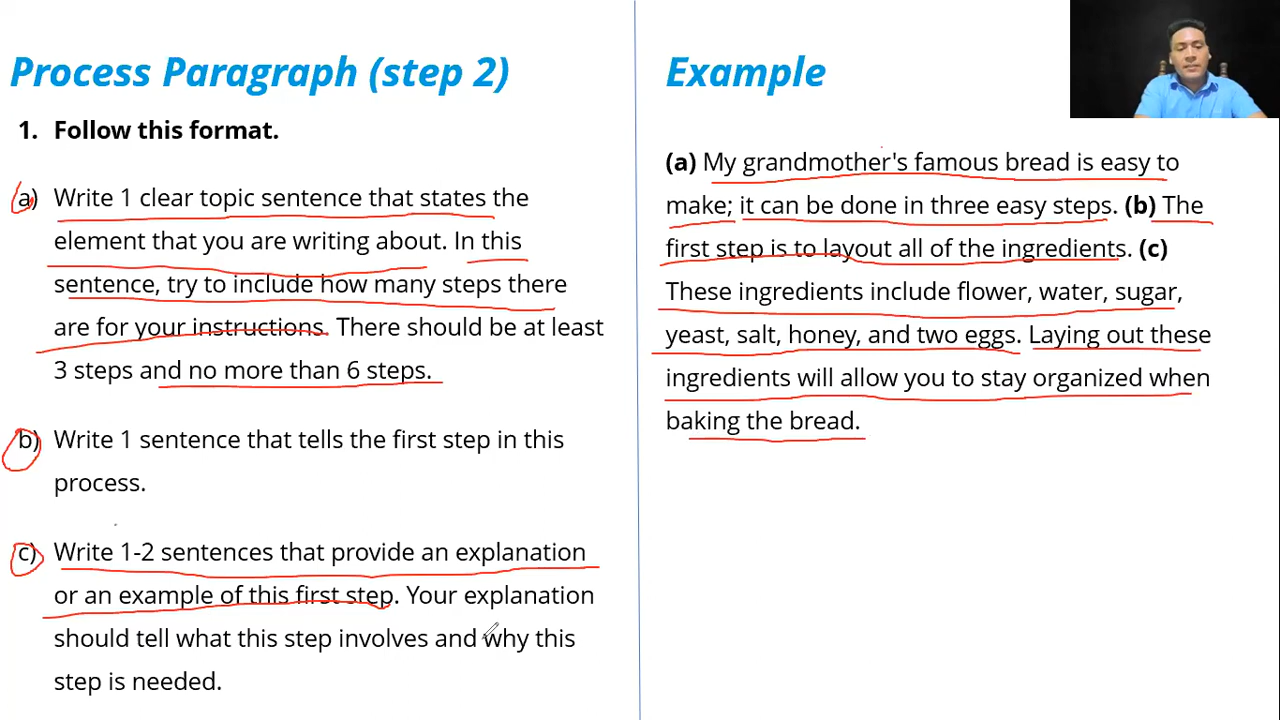 Process Paragraph (step 2)
1. Follow this format.
a) Write 1 clear topic sentence that states the
element that you are writing about. In this
sentence, try to include how many steps there
are for your instructions. There should be at least
3 steps and no more than 6 steps.
b) Write 1 sentence that tells the first step in this
process.
c) Write 1-2 sentences that provide an explanation
or an example of this first step. Your explanation
should tell what this step involves and why this
step is needed.
Example
(a) My grandmother's famous bread is easy to
make; it can be done in three easy steps. (b) The
first step is to layout all of the ingredients. (c)
These ingredients include flower, water, sugar,
yeast, salt, honey, and two eggs. Laying out these
ingredients will allow you to stay organized when
baking the bread.